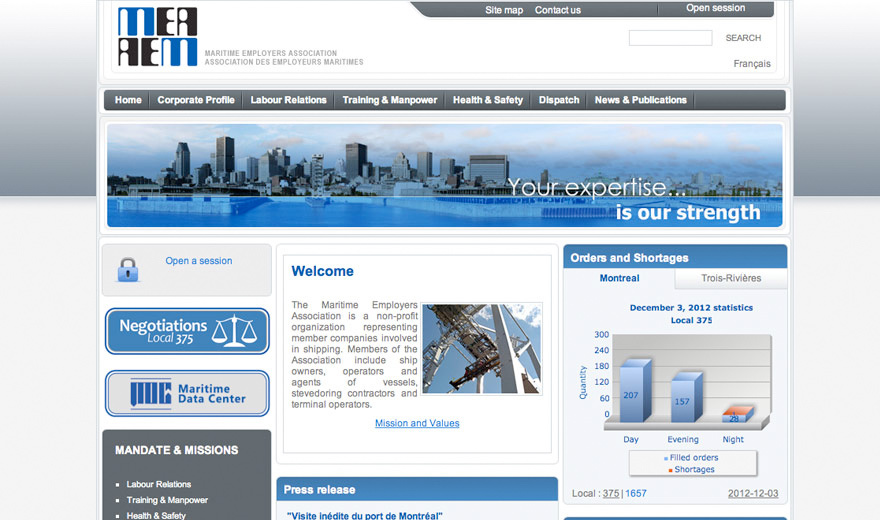 Site map Contact us Open session
SEARCH
Français
MEA
AEM
MARITIME EMPLOYERS ASSOCIATION
ASSOCIATION DES EMPLOYEURS MARITIMES
Home Corporate Profile Labour Relations Training & Manpower Health & Safety Dispatch News & Publications
Your expertise...
is our strength
Open a session
Negotiations
Local 375
Maritime
Data Center
MANDATE & MISSIONS
Labour Relations
Training & Manpower
Health & Safety
Welcome
The Maritime Employers
Association is a non-profit
organization representing
member companies involved
in shipping. Members of the
Association include ship
owners, operators and
agents of vessels,
stevedoring contractors and
terminal operators.
Mission and Values
Press release
"Visite inédite du port de Montréal"
Orders and Shortages
Montreal Trois-Rivières
December 3, 2012 statistics
Local 375
300
240
180
120
60
0
Quantity
207
157
28
Day Evening Night
Filled orders
Shortages
Local : 375 | 1657 2012-12-03